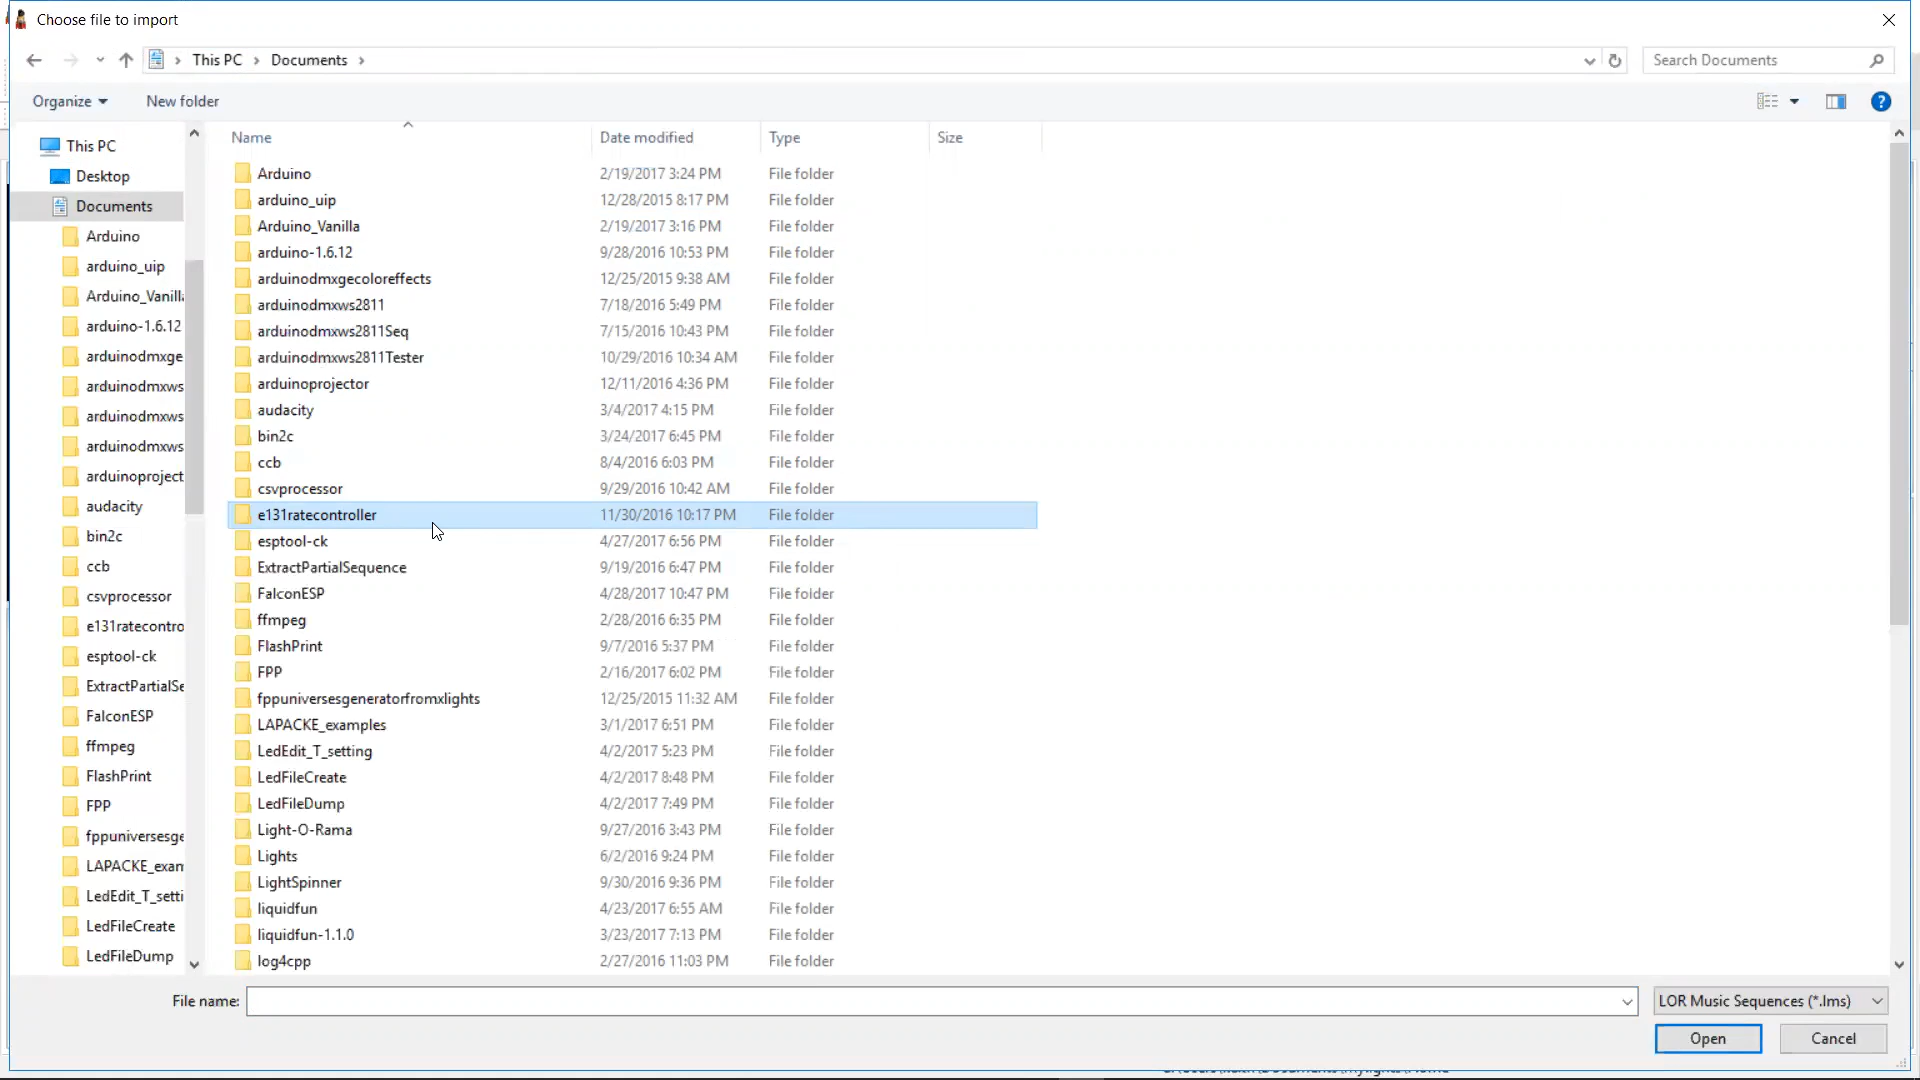 Choose file to import
This PC > Documents >
Search Documents
Organize
New folder
This PC
Desktop
Documents
Arduino
arduino_uip
Arduino_Vanill
arduino-1.6.12
arduinodmxge
arduinodmxws
arduinodmxws
arduinodmxws
arduinoproject
audacity
bin2c
ccb
csvprocessor
e131ratecontro
esptool-ck
ExtractPartialSe
FalconESP
ffmpeg
FlashPrint
FPP
fppuniversesge
LAPACKE_exam
LedEdit_T_setti
LedFileCreate
LedFileDump
Name Date modified Type Size
Arduino 2/19/2017 3:24 PM File folder
arduino_uip 12/28/2015 8:17 PM File folder
Arduino_Vanilla 2/19/2017 3:16 PM File folder
arduino-1.6.12 9/28/2016 10:53 PM File folder
arduinodmxgecoloreffects 12/25/2015 9:38 AM File folder
arduinodmxws2811 7/18/2016 5:49 PM File folder
arduinodmxws2811Seq 7/15/2016 10:43 PM File folder
arduinodmxws2811Tester 10/29/2016 10:34 AM File folder
arduinoprojector 12/11/2016 4:36 PM File folder
audacity 3/4/2017 4:15 PM File folder
bin2c 3/24/2017 6:45 PM File folder
ccb 8/4/2016 6:03 PM File folder
csvprocessor 9/29/2016 10:42 AM File folder
e131ratecontroller 11/30/2016 10:17 PM File folder
esptool-ck 4/27/2017 6:56 PM File folder
ExtractPartialSequence 9/19/2016 6:47 PM File folder
FalconESP 4/28/2017 10:47 PM File folder
ffmpeg 2/28/2016 6:35 PM File folder
FlashPrint 9/7/2016 5:37 PM File folder
FPP 2/16/2017 6:02 PM File folder
fppuniversesgeneratorfromxlights 12/25/2015 11:32 AM File folder
LAPACKE_examples 3/1/2017 6:51 PM File folder
LedEdit_T_setting 4/2/2017 5:23 PM File folder
LedFileCreate 4/2/2017 8:48 PM File folder
LedFileDump 4/2/2017 7:49 PM File folder
Light-O-Rama 9/27/2016 3:43 PM File folder
Lights 6/2/2016 9:24 PM File folder
LightSpinner 9/30/2016 9:36 PM File folder
liquidfun 4/23/2017 6:55 AM File folder
liquidfun-1.1.0 3/23/2017 7:13 PM File folder
log4cpp 2/27/2016 11:03 PM File folder
File name:
LOR Music Sequences (*.lms)
Open
Cancel